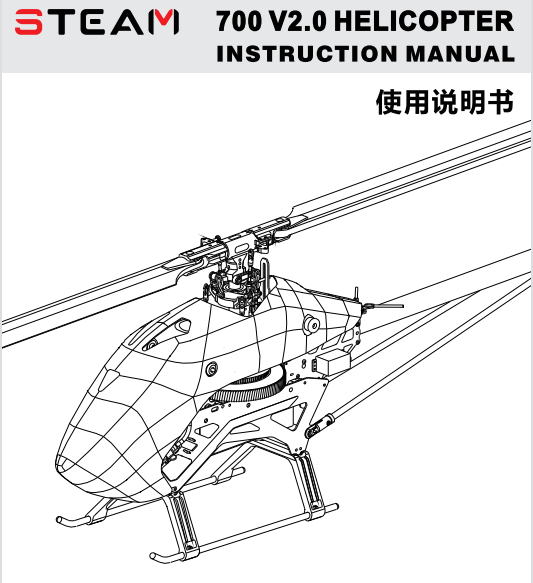 STEAM
700 V2.0 HELICOPTER
INSTRUCTION MANUAL
使用说明书